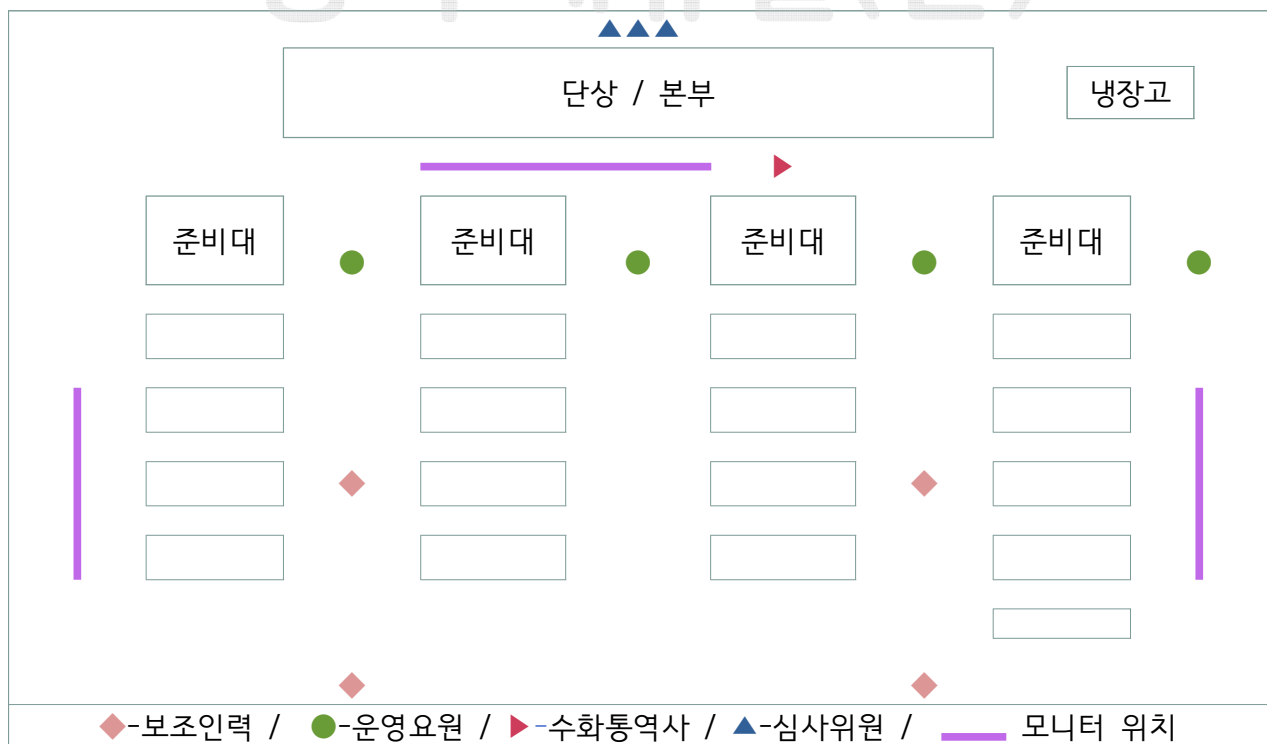 단상 / 본부
냉장고
준비대
준비대
준비대
준비대
◆-보조인력 / ●-운영요원 / ▶-수화통역사 / ▲-심사위원 / 모니터 위치